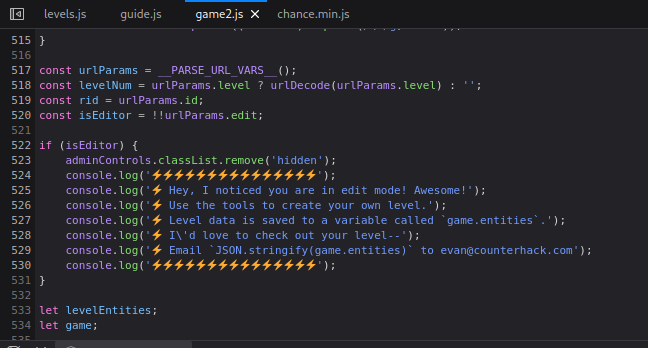 levels.js guide.js game2.js chance.min.js
515 }
516
517 const urlParams = __PARSE_URL_VARS__();
518 const levelNum = urlParams.level ? urlDecode(urlParams.level) : '';
519 const rid = urlParams.id;
520 const isEditor = !!urlParams.edit;
521
522 if (isEditor) {
523     adminControls.classList.remove('hidden');
524     console.log('⚡⚡⚡⚡⚡⚡⚡⚡⚡⚡⚡⚡⚡⚡⚡');
525     console.log('⚡ Hey, I noticed you are in edit mode! Awesome!');
526     console.log('⚡ Use the tools to create your own level.');
527     console.log('⚡ Level data is saved to a variable called `game.entities`.');
528     console.log('⚡ I\'d love to check out your level--');
529     console.log('⚡ Email `JSON.stringify(game.entities)` to evan@counterhack.com');
530     console.log('⚡⚡⚡⚡⚡⚡⚡⚡⚡⚡⚡⚡⚡⚡⚡');
531 }
532
533 let levelEntities;
534 let game;